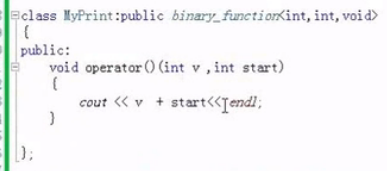 class MyPrint:public binary_function<int,int,void>
{
public:
void operator()(int v ,int start)
{
cout << v + start<<endl;
}
};